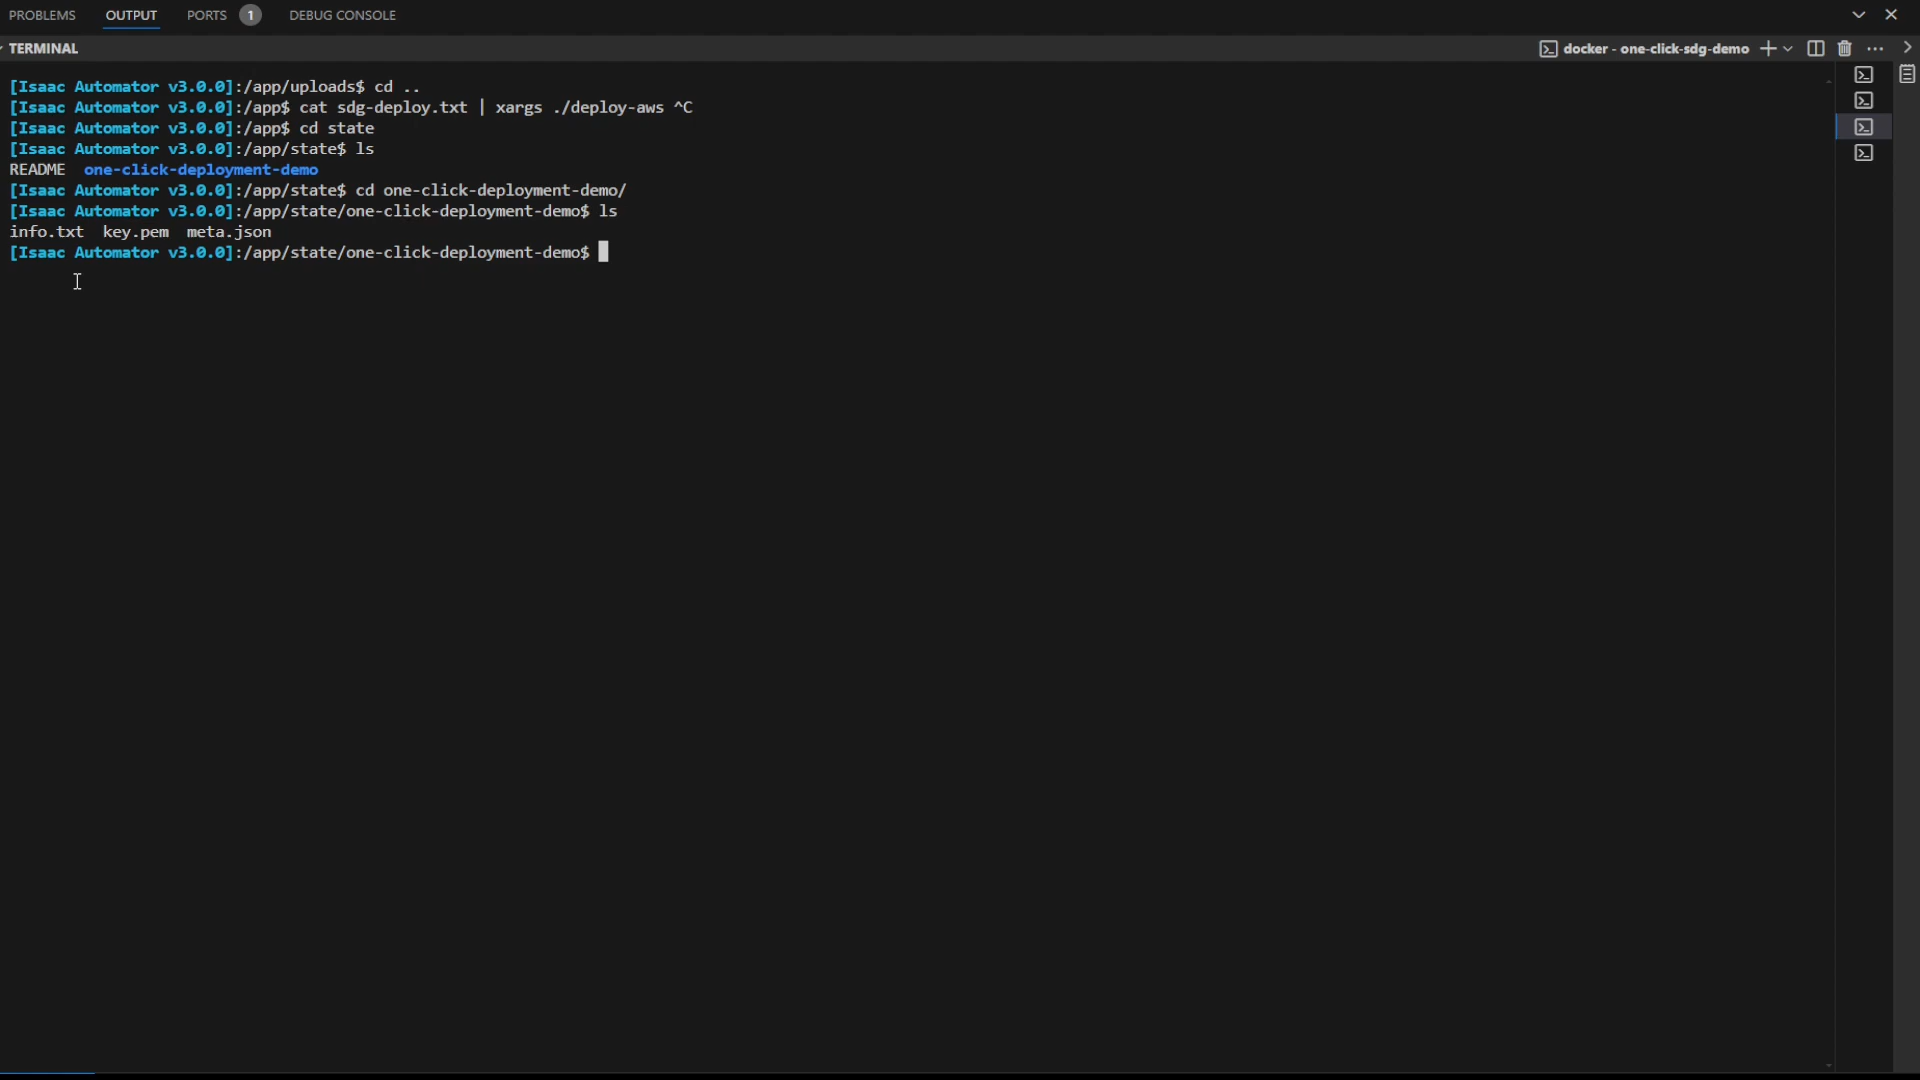 PROBLEMS OUTPUT PORTS 1 DEBUG CONSOLE
TERMINAL docker - one-click-sdg-demo
[Isaac Automator v3.0.0]:/app/uploads$ cd ..
[Isaac Automator v3.0.0]:/app$ cat sdg-deploy.txt | xargs ./deploy-aws ^C
[Isaac Automator v3.0.0]:/app$ cd state
[Isaac Automator v3.0.0]:/app/state$ ls
README one-click-deployment-demo
[Isaac Automator v3.0.0]:/app/state$ cd one-click-deployment-demo/
[Isaac Automator v3.0.0]:/app/state/one-click-deployment-demo$ ls
info.txt key.pem meta.json
[Isaac Automator v3.0.0]:/app/state/one-click-deployment-demo$